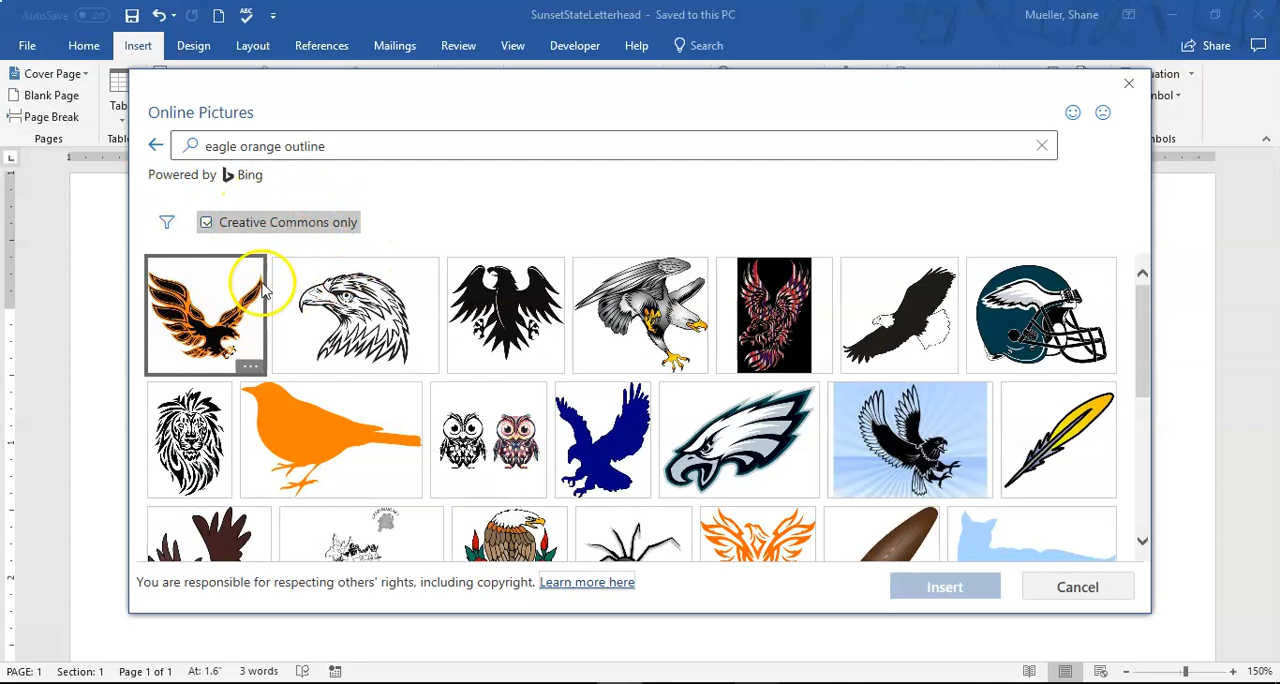 AutoSave Off SunsetStateLetterhead - Saved to this PC Mueller, Shane
File Home Insert Design Layout References Mailings Review View Developer Help Search Share
Cover Page
Blank Page
Page Break
Pages
Online Pictures
eagle orange outline
Powered by Bing
Creative Commons only
You are responsible for respecting others' rights, including copyright. Learn more here
Insert Cancel
PAGE: 1 Section: 1 Page 1 of 1 At: 1.6" 3 words 150%